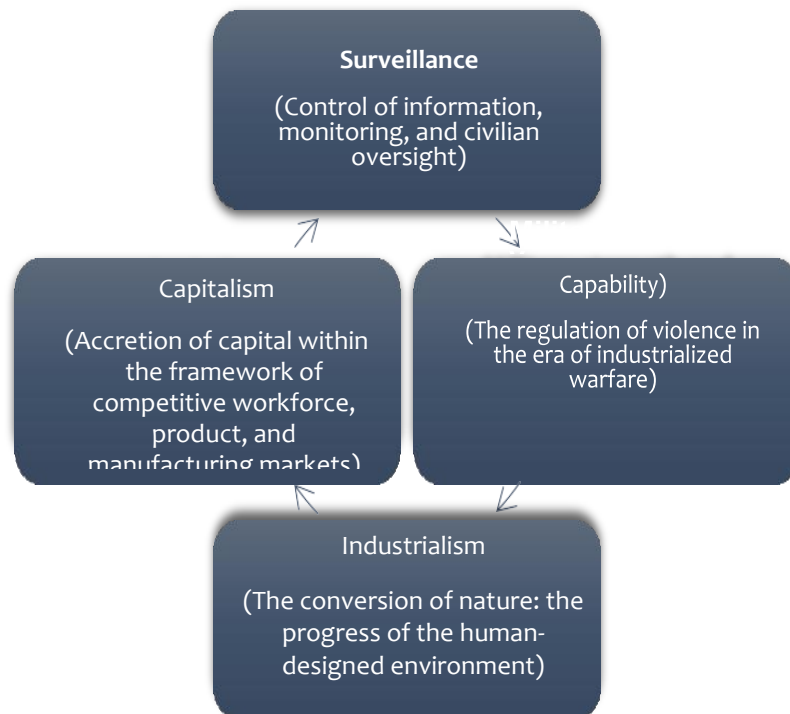 Surveillance
(Control of information,
monitoring, and civilian
oversight)
Capitalism
(Accretion of capital within
the framework of
competitive workforce,
product, and
manufacturing markets)
Capability)
(The regulation of violence in
the era of industrialized
warfare)
Industrialism
(The conversion of nature: the
progress of the human-
designed environment)